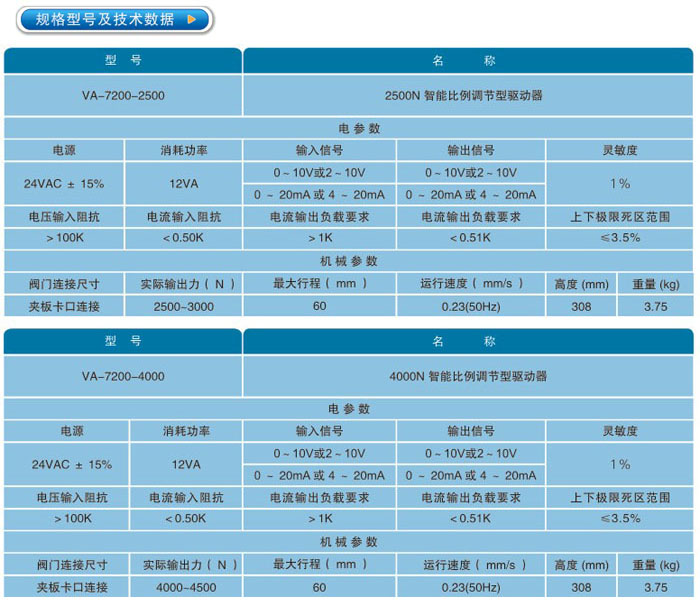 规格型号及技术数据
型 号 名 称
VA-7200-2500 2500N 智能比例调节型驱动器
电 参 数
电源 消耗功率 输入信号 输出信号 灵敏度
24VAC ± 15% 12VA 0~10V或2~10V 0~10V或2~10V 1%
0 ~ 20mA 或 4 ~ 20mA 0 ~ 20mA 或 4 ~ 20mA
电压输入阻抗 电流输入阻抗 电流输出负载要求 电流输出负载要求 上下极限死区范围
>100K <0.50K >1K <0.51K ≤3.5%
机 械 参 数
阀门连接尺寸 实际输出力(N) 最大行程(mm) 运行速度(mm/s) 高度(mm) 重量(kg)
夹板卡口连接 2500~3000 60 0.23(50Hz) 308 3.75
型 号 名 称
VA-7200-4000 4000N 智能比例调节型驱动器
电 参 数
电源 消耗功率 输入信号 输出信号 灵敏度
24VAC ± 15% 12VA 0~10V或2~10V 0~10V或2~10V 1%
0 ~ 20mA 或 4 ~ 20mA 0 ~ 20mA 或 4 ~ 20mA
电压输入阻抗 电流输入阻抗 电流输出负载要求 电流输出负载要求 上下极限死区范围
>100K <0.50K >1K <0.51K ≤3.5%
机 械 参 数
阀门连接尺寸 实际输出力(N) 最大行程(mm) 运行速度(mm/s) 高度(mm) 重量(kg)
夹板卡口连接 4000~4500 60 0.23(50Hz) 308 3.75